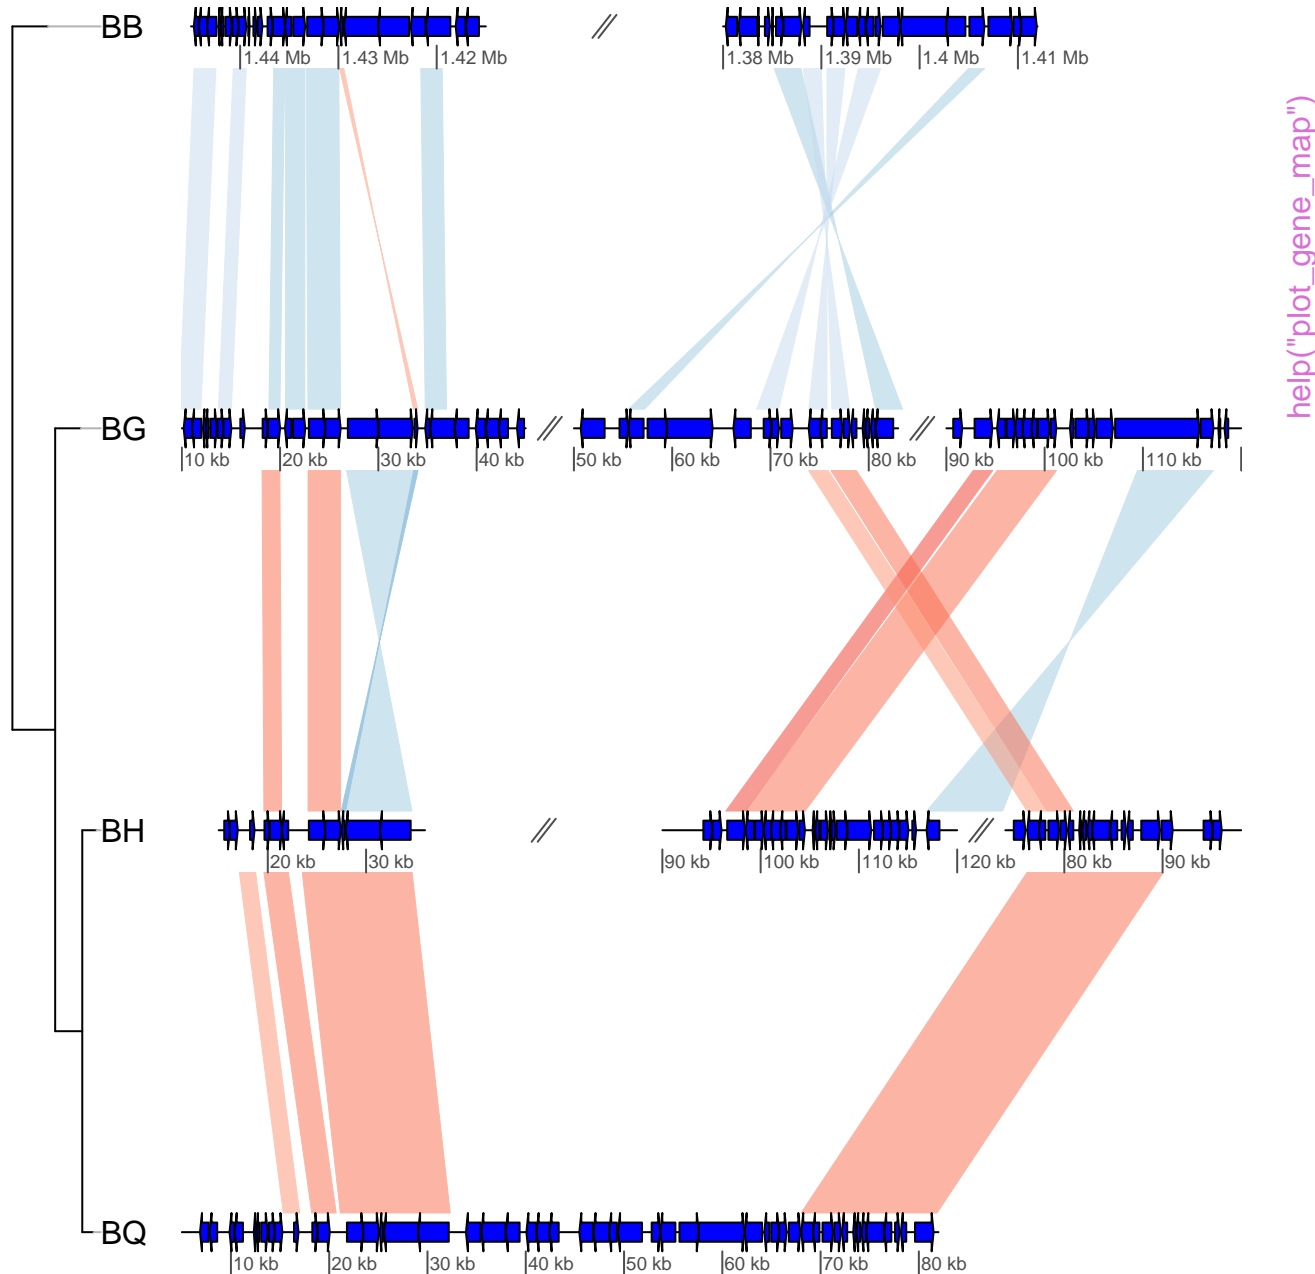 BB
1.44 Mb 1.43 Mb 1.42 Mb // 1.38 Mb 1.39 Mb 1.4 Mb 1.41 Mb
help("plot_gene_map")
BG // //
10 kb 20 kb 30 kb 40 kb 50 kb 60 kb 70 kb 80 kb 90 kb 100 kb 110 kb
BH // //
20 kb 30 kb 90 kb 100 kb 110 kb 120 kb 80 kb 90 kb
BQ
10 kb 20 kb 30 kb 40 kb 50 kb 60 kb 70 kb 80 kb